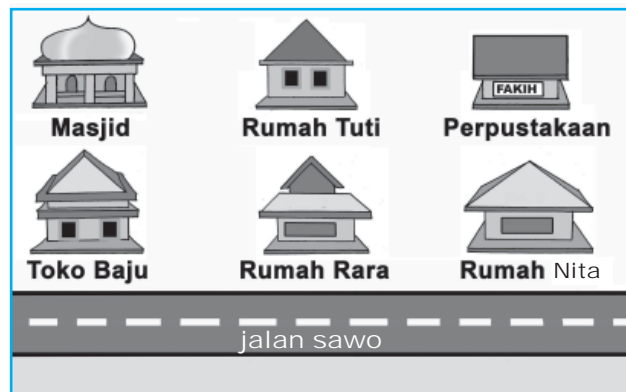 FAKIH
Masjid Rumah Tuti Perpustakaan
Toko Baju Rumah Rara Rumah Nita
jalan sawo